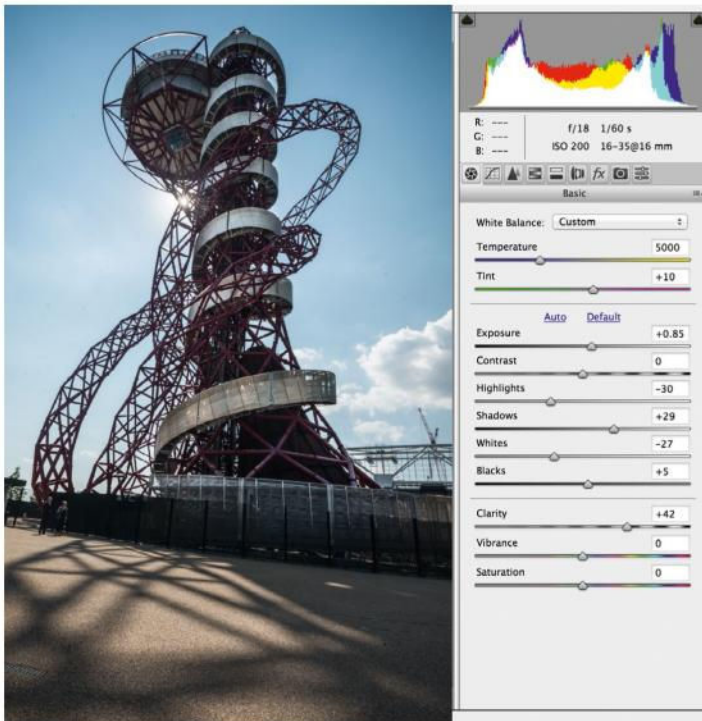 R: ---
G: ---
B: ---
f/18 1/60 s
ISO 200 16-35@16 mm
fx
Basic
White Balance: Custom
Temperature 5000
Tint +10
Auto Default
Exposure +0.85
Contrast 0
Highlights -30
Shadows +29
Whites -27
Blacks +5
Clarity +42
Vibrance 0
Saturation 0